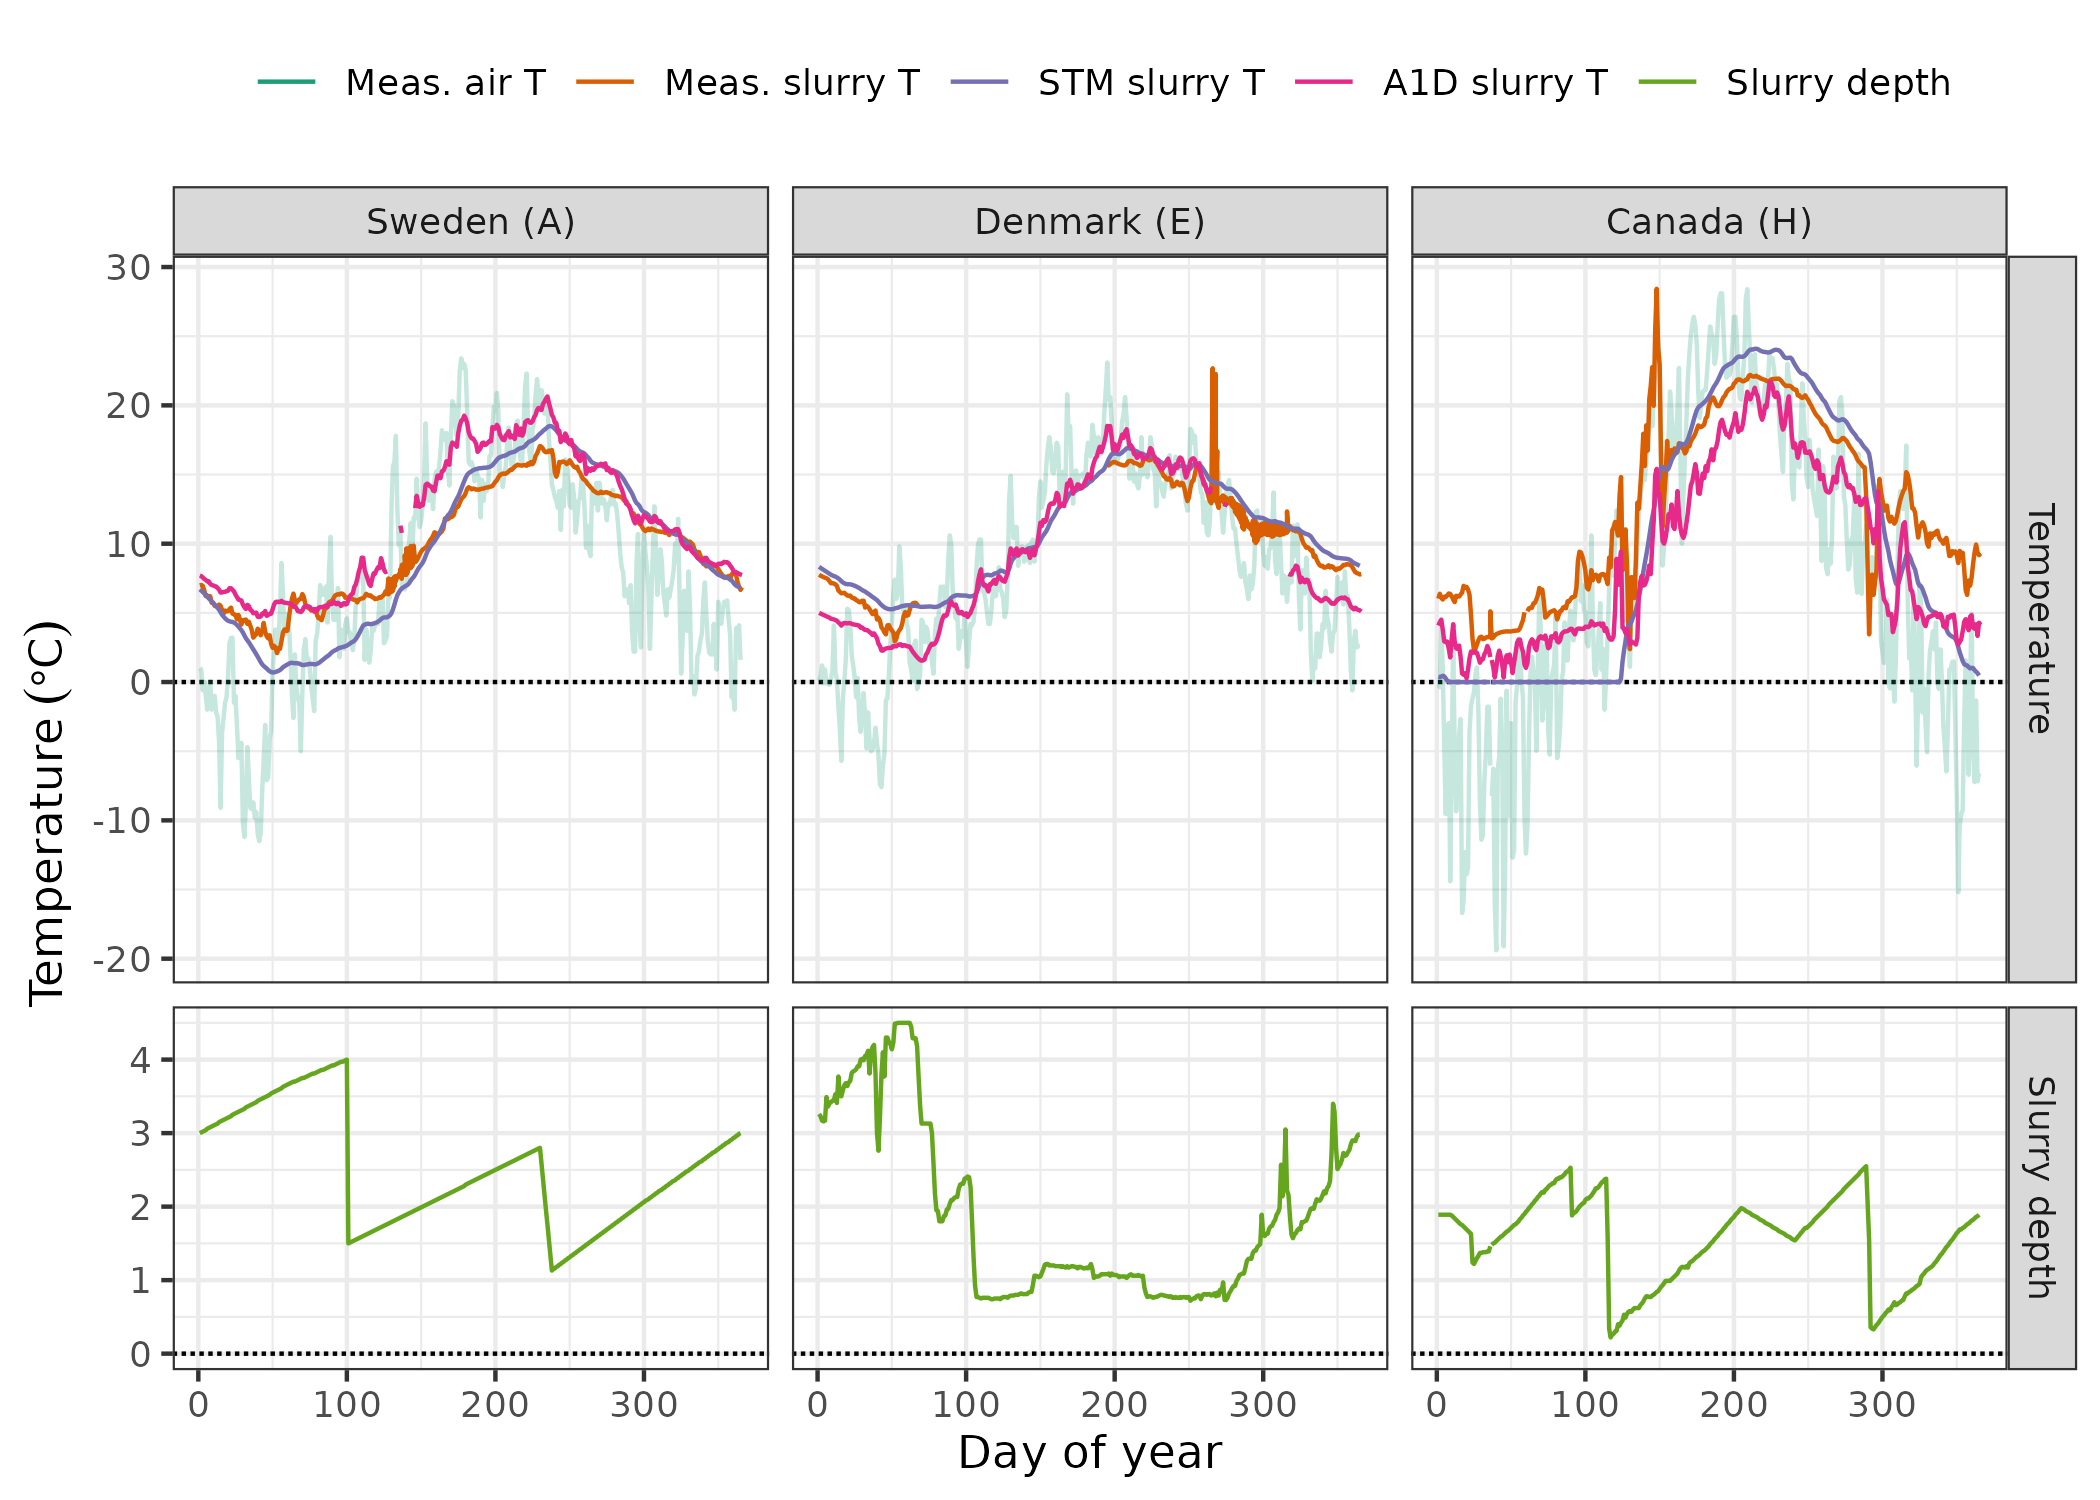 Meas. air T Meas. slurry T STM slurry T A1D slurry T Slurry depth
Sweden (A) Denmark (E) Canada (H)
30
20
10
0
-10
-20
Temperature
Temperature (°C)
4
3
2
1
0
Slurry depth
0 100 200 300 0 100 200 300 0 100 200 300
Day of year